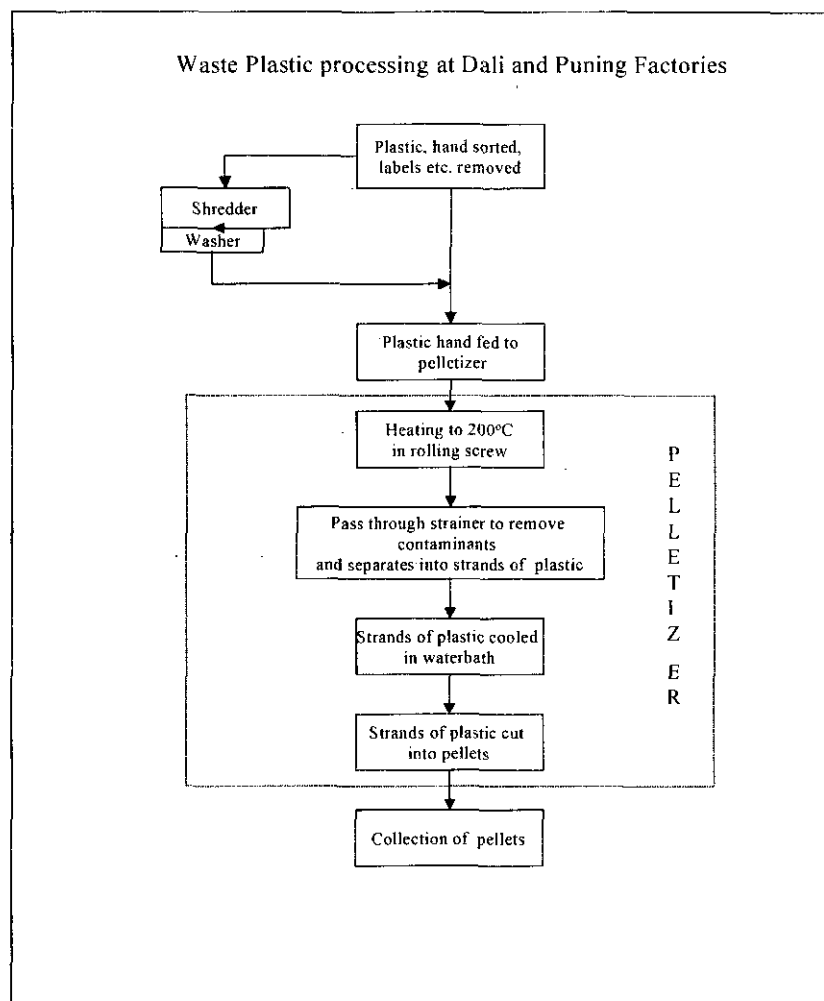 Waste Plastic processing at Dali and Puning Factories
Plastic, hand sorted,
labels etc. removed
Shredder
Washer
Plastic hand fed to
pelletizer
Heating to 200°C
in rolling screw
Pass through strainer to remove
contaminants
and separates into strands of plastic
Strands of plastic cooled
in waterbath
Strands of plastic cut
into pellets
Collection of pellets
P
E
L
L
E
T
I
Z
E
R